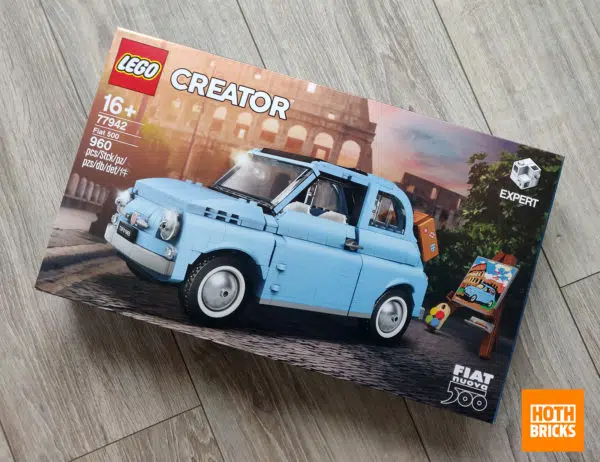 LEGO
CREATOR
16+
77942
Fiat 500
960
pcs/Stck/pz/
pzs/db/det/件
EXPERT
FIAT
nuova
500
HOTH
BRICKS